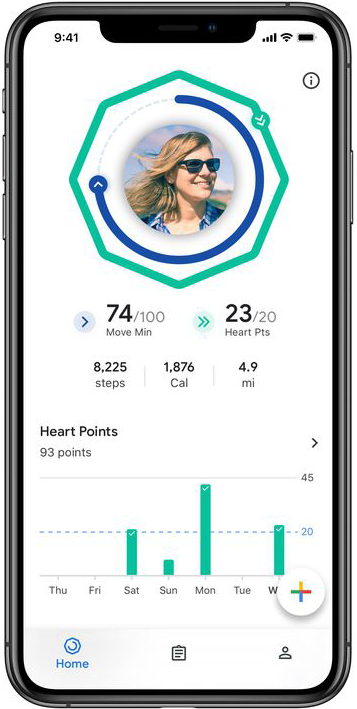 9:41
74/100 23/20
Move Min Heart Pts
8,225 1,876 4.9
steps Cal mi
Heart Points
93 points
45
20
Thu Fri Sat Sun Mon Tue
Home